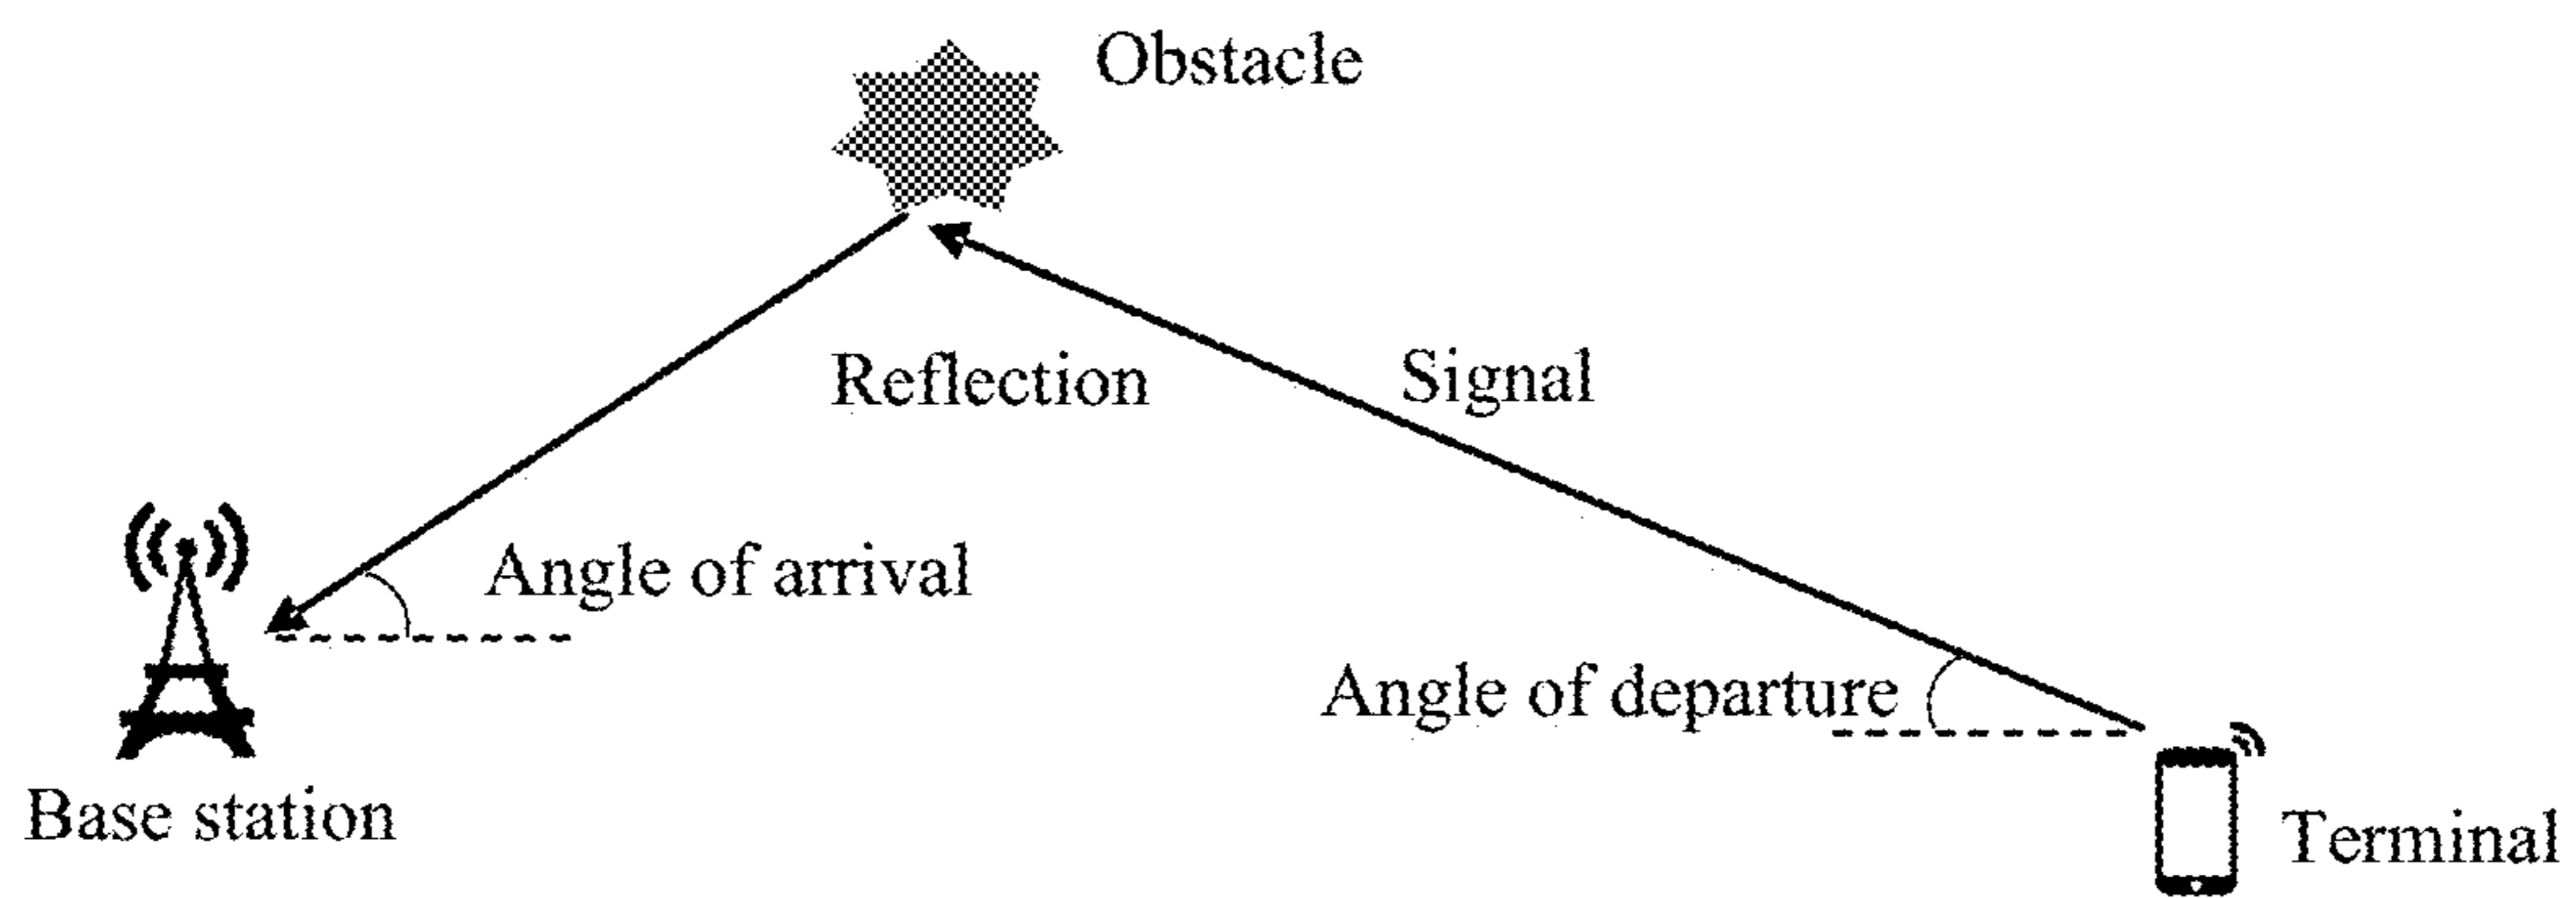 Obstacle
Reflection
Signal
Angle of arrival
Angle of departure
Base station
Terminal